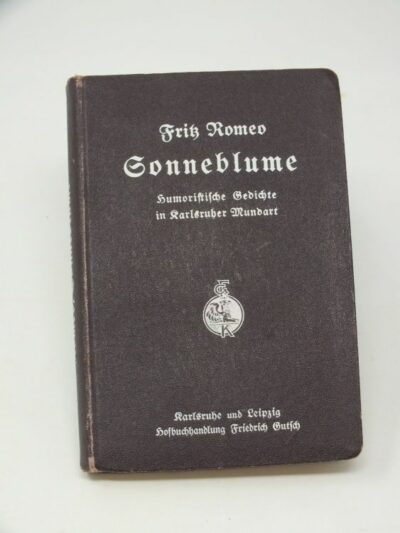 Fritz Romeo
Sonneblume
Humoristische Gedichte
in Karlsruher Mundart
K
Karlsruhe und Leipzig
Hofbuchhandlung Friedrich Gutsch